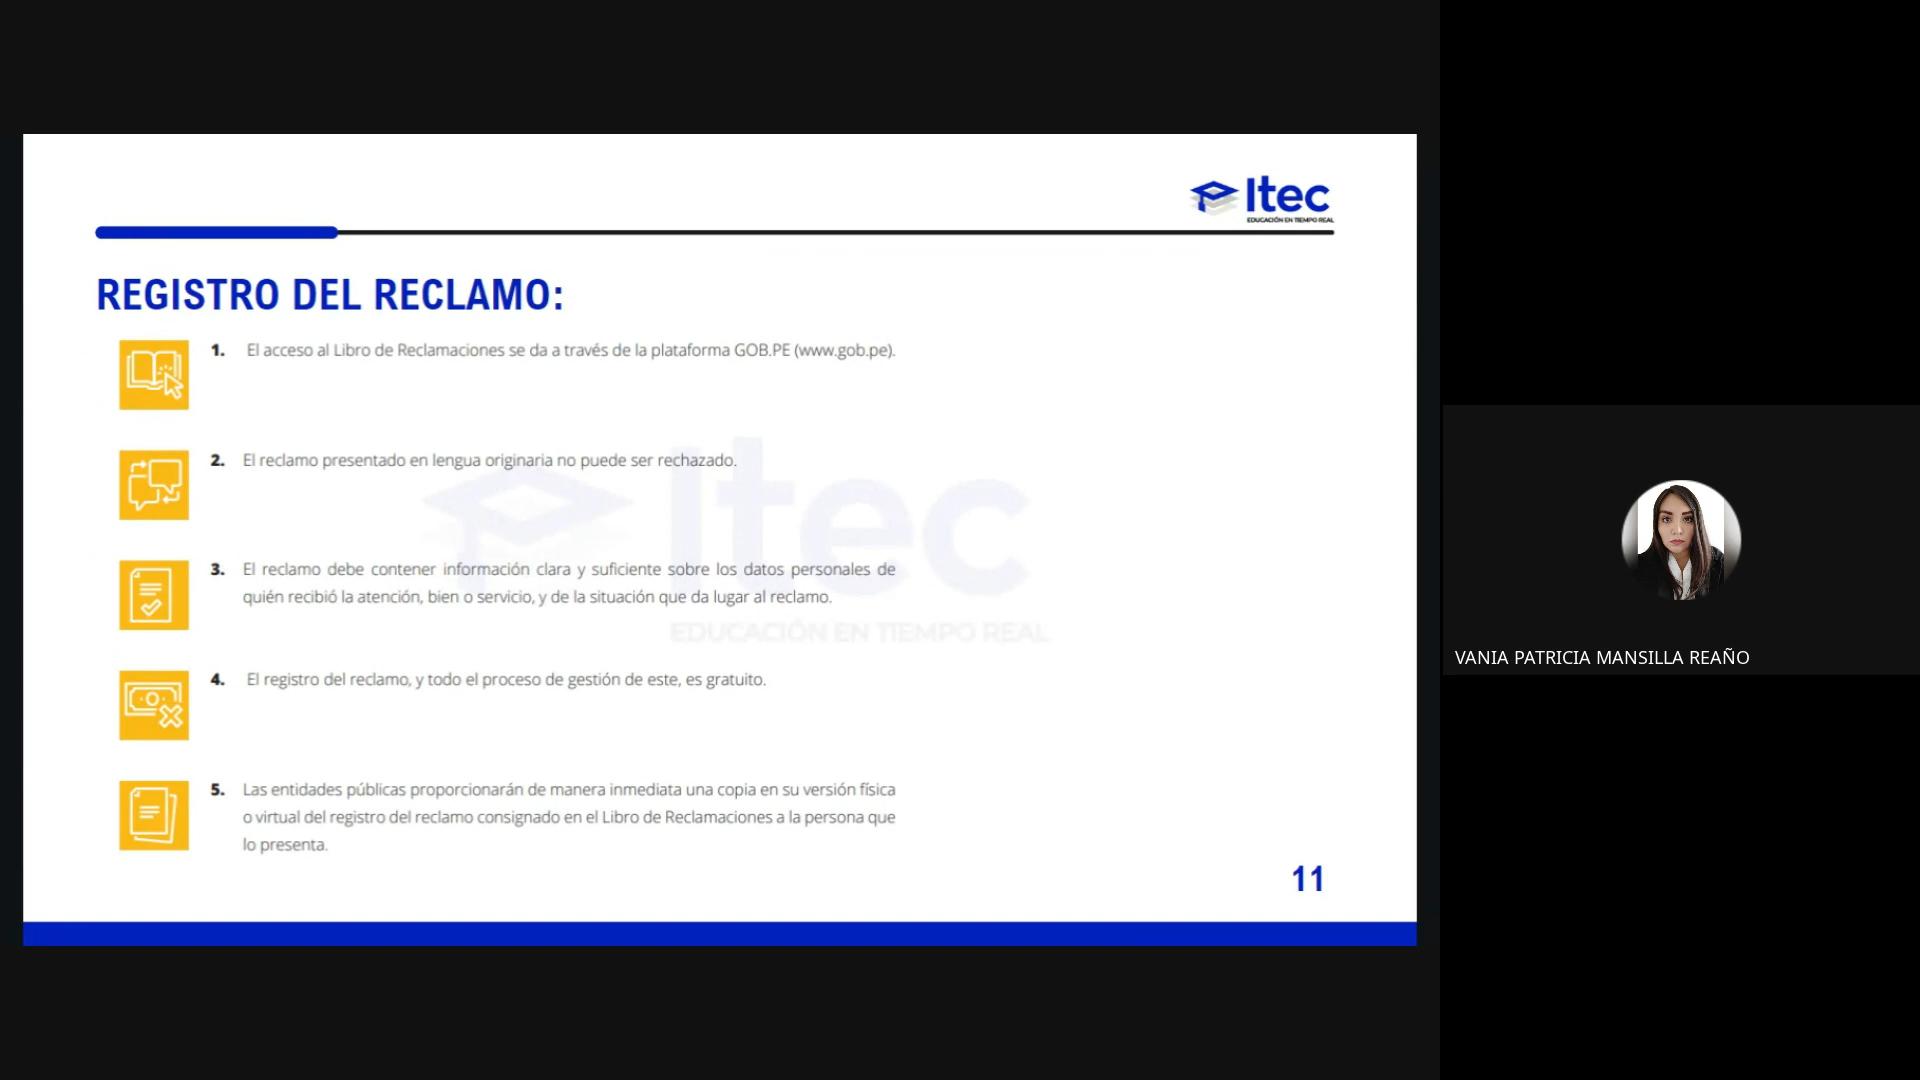 Itec
EDUCACIÓN EN TIEMPO REAL
REGISTRO DEL RECLAMO:
1. El acceso al Libro de Reclamaciones se da a través de la plataforma GOB.PE (www.gob.pe).
2. El reclamo presentado en lengua originaria no puede ser rechazado.
3. El reclamo debe contener información clara y suficiente sobre los datos personales de
quién recibió la atención, bien o servicio, y de la situación que da lugar al reclamo.
4. El registro del reclamo, y todo el proceso de gestión de este, es gratuito.
5. Las entidades públicas proporcionarán de manera inmediata una copia en su versión física
o virtual del registro del reclamo consignado en el Libro de Reclamaciones a la persona que
lo presenta.
Itec
EDUCACIÓN EN TIEMPO REAL
11
VANIA PATRICIA MANSILLA REAÑO